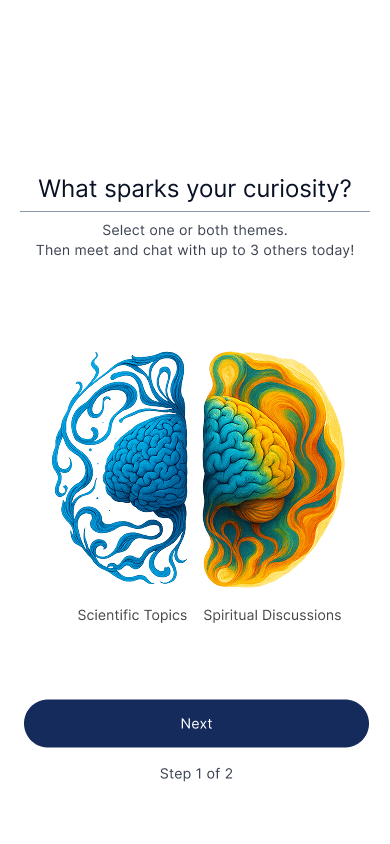 What sparks your curiosity?
Select one or both themes.
Then meet and chat with up to 3 others today!
Scientific Topics
Spiritual Discussions
Next
Step 1 of 2